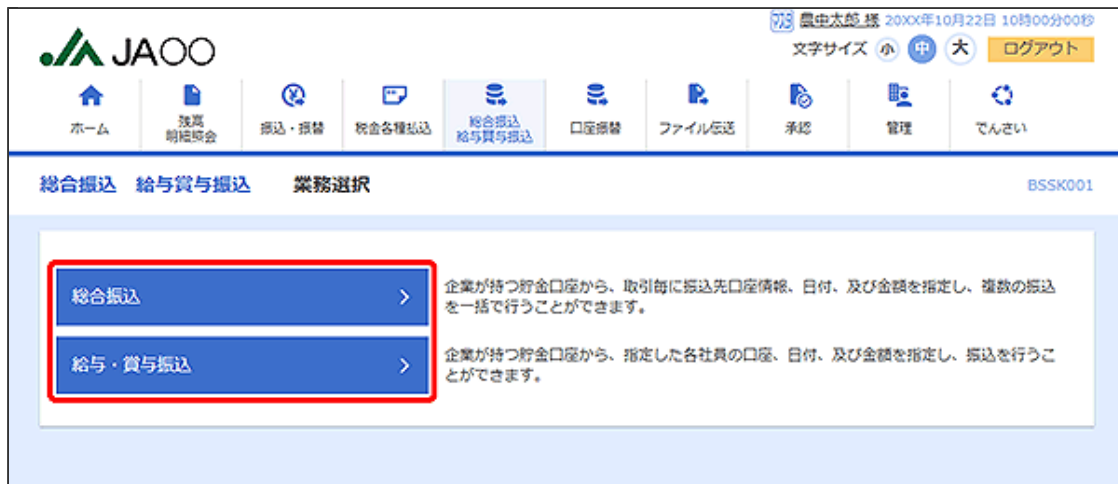 農中太郎 様 20XX年10月22日 10時00分00秒
JA〇〇
文字サイズ 小 中 大 ログアウト
ホーム
残高
明細照会
振込・振替
税金各種払込
総合振込
給与賞与振込
口座振替
ファイル伝送
承認
管理
でんさい
総合振込 給与賞与振込 業務選択
BSSK001
総合振込
企業が持つ貯金口座から、取引毎に振込先口座情報、日付、及び金額を指定し、複数の振込
を一括で行うことができます。
給与・賞与振込
企業が持つ貯金口座から、指定した各社員の口座、日付、及び金額を指定し、振込を行うこ
とができます。